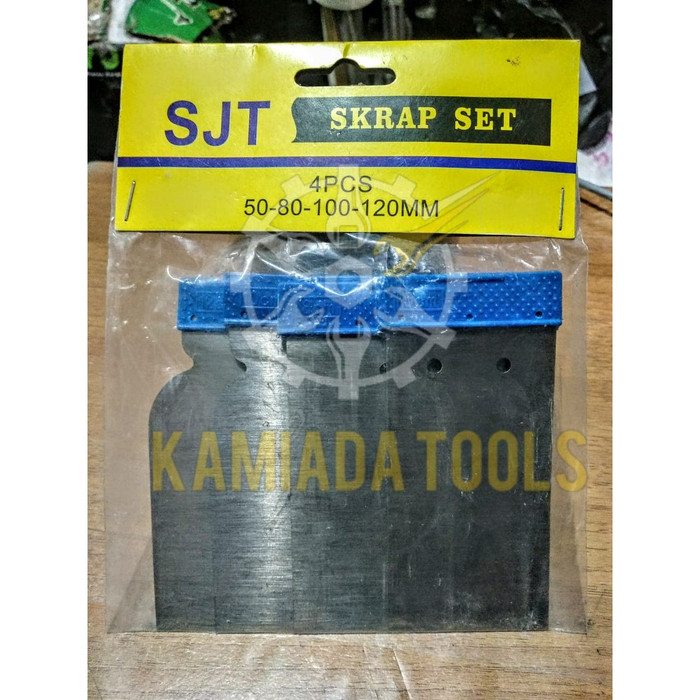 SJT SKRAP SET
4PCS
50-80-100-120MM
KAMIADA TOOLS